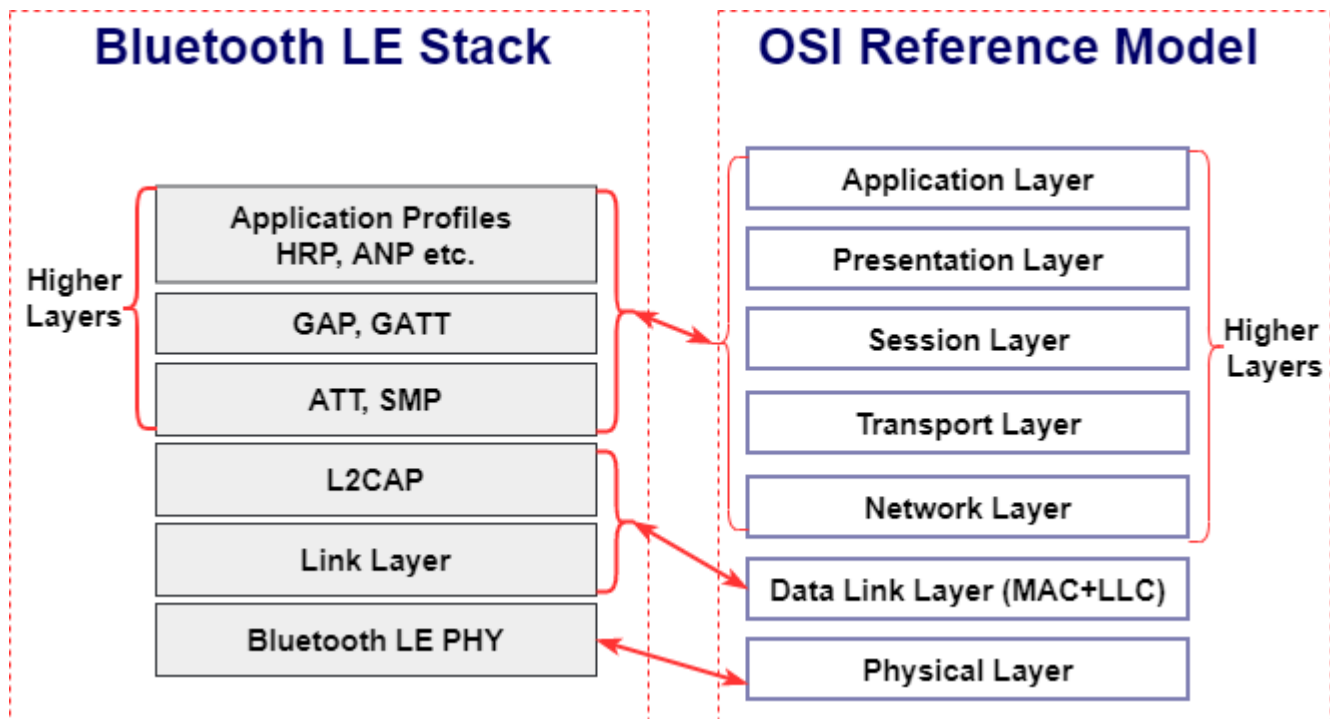 Bluetooth LE Stack
Application Profiles
HRP, ANP etc.
Higher
Layers
GAP, GATT
ATT, SMP
L2CAP
Link Layer
Bluetooth LE PHY
OSI Reference Model
Application Layer
Presentation Layer
Session Layer
Higher
Layers
Transport Layer
Network Layer
Data Link Layer (MAC+LLC)
Physical Layer